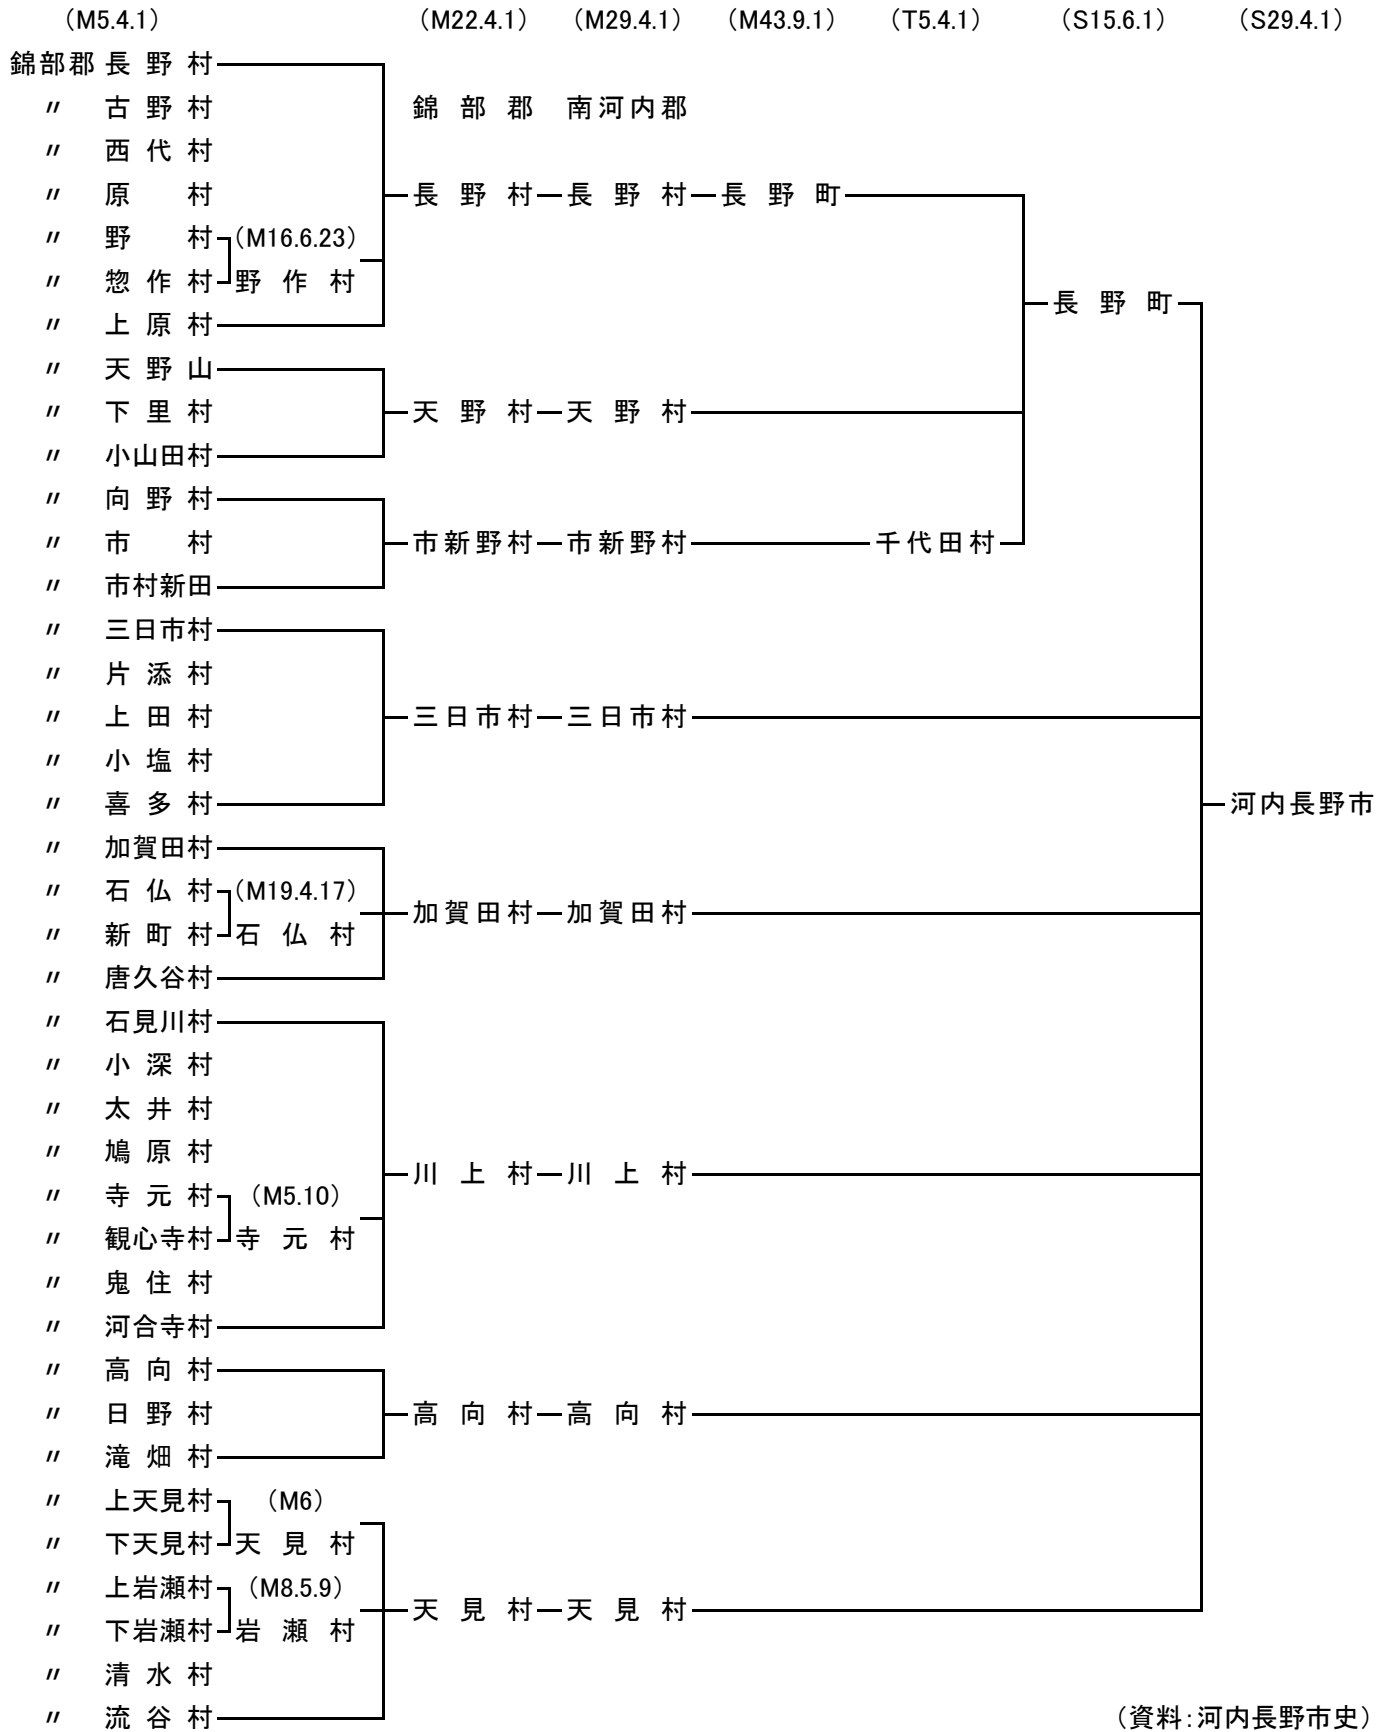 （M5.4.1） （M22.4.1） （M29.4.1） （M43.9.1） （T5.4.1） （S15.6.1） （S29.4.1）
錦部郡 長野村
〃 古野村 錦部郡 南河内郡
〃 西代村
〃 原村 長野村 長野村 長野町
〃 野村 （M16.6.23）
〃 惣作村 野作村
長野町
〃 上原村
〃 天野山
〃 下里村 天野村 天野村
〃 小山田村
〃 向野村
〃 市村 市新野村 市新野村 千代田村
〃 市村新田
〃 三日市村
〃 片添村
〃 上田村 三日市村 三日市村
〃 小塩村
〃 喜多村 河内長野市
〃 加賀田村
〃 石仏村 （M19.4.17）
加賀田村 加賀田村
〃 新町村 石仏村
〃 唐久谷村
〃 石見川村
〃 小深村
〃 太井村
〃 鳩原村
川上村 川上村
〃 寺元村 （M5.10）
〃 観心寺村 寺元村
〃 鬼住村
〃 河合寺村
〃 高向村
〃 日野村 高向村 高向村
〃 滝畑村
〃 上天見村 （M6）
〃 下天見村 天見村
〃 上岩瀬村 （M8.5.9）
天見村 天見村
〃 下岩瀬村 岩瀬村
〃 清水村
〃 流谷村 （資料：河内長野市史）